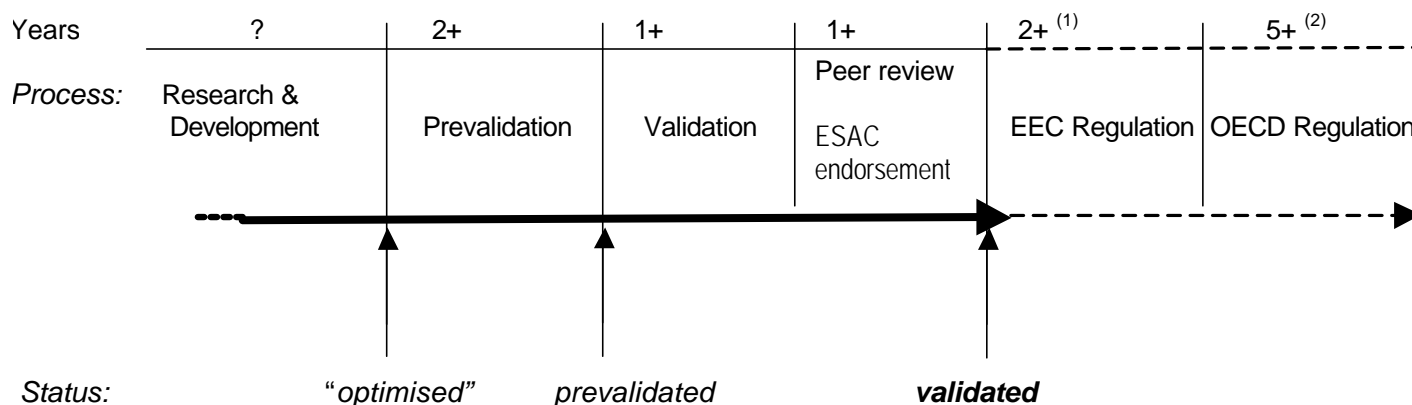 Years ? 2+ 1+ 1+ 2+ (1) 5+ (2)
Process: Research & Development Prevalidation Validation Peer review ESAC endorsement EEC Regulation OECD Regulation
Status: “optimised” prevalidated validated